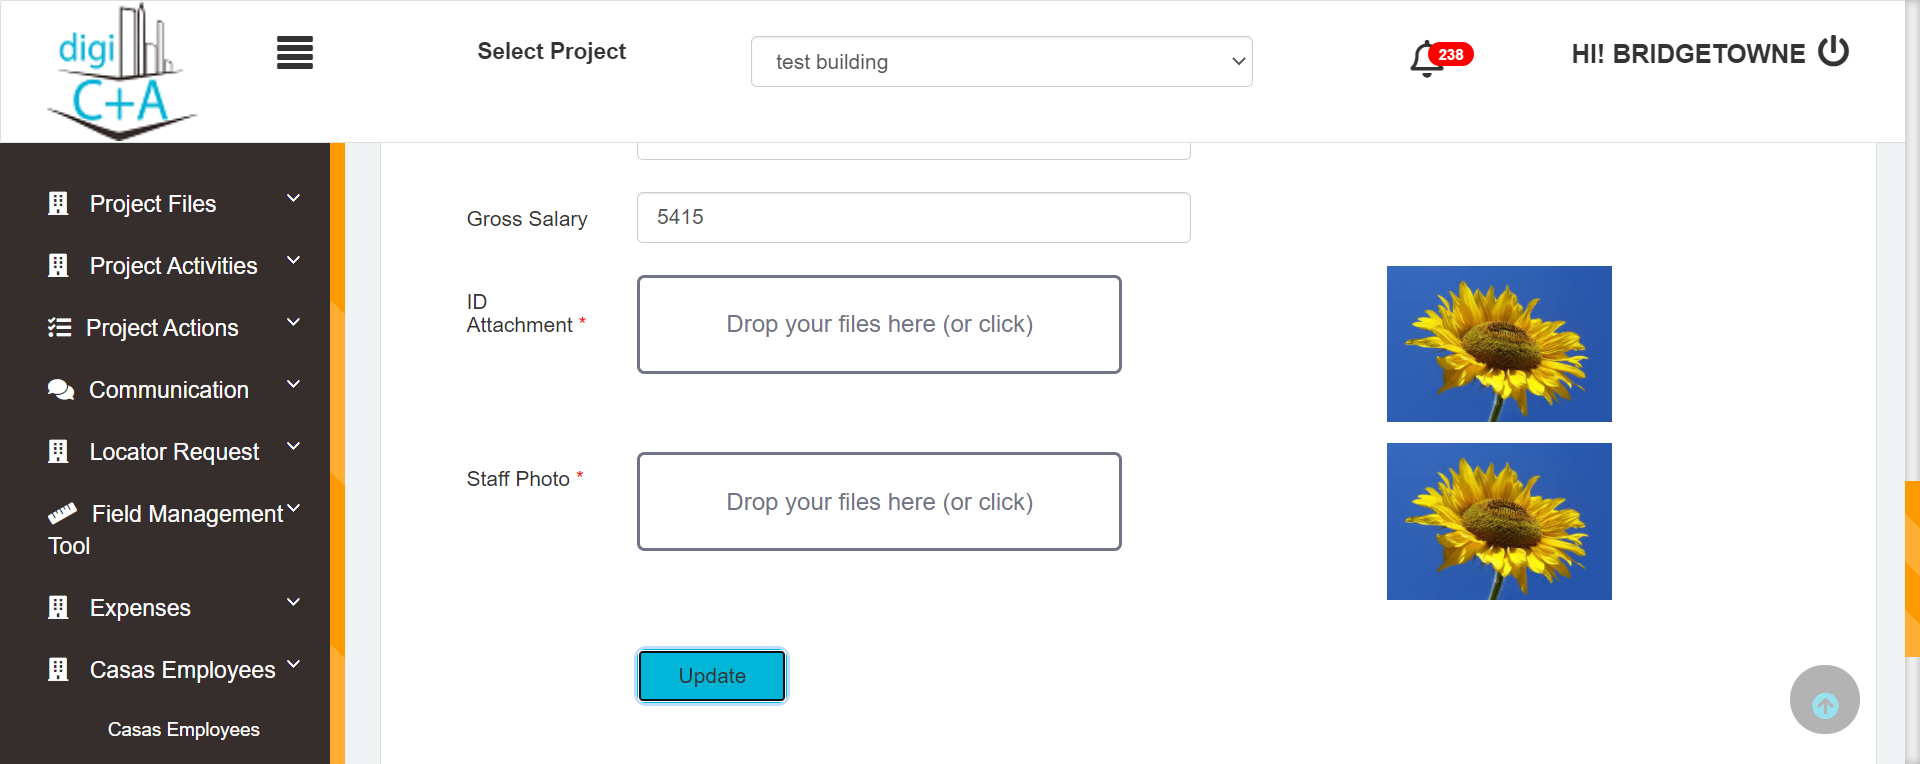 digi
C+A
Select Project
test building
238
HI! BRIDGETOWNE
Project Files
Project Activities
Project Actions
Communication
Locator Request
Field Management
Tool
Expenses
Casas Employees
Casas Employees
Gross Salary
5415
ID
Attachment *
Drop your files here (or click)
Staff Photo *
Drop your files here (or click)
Update